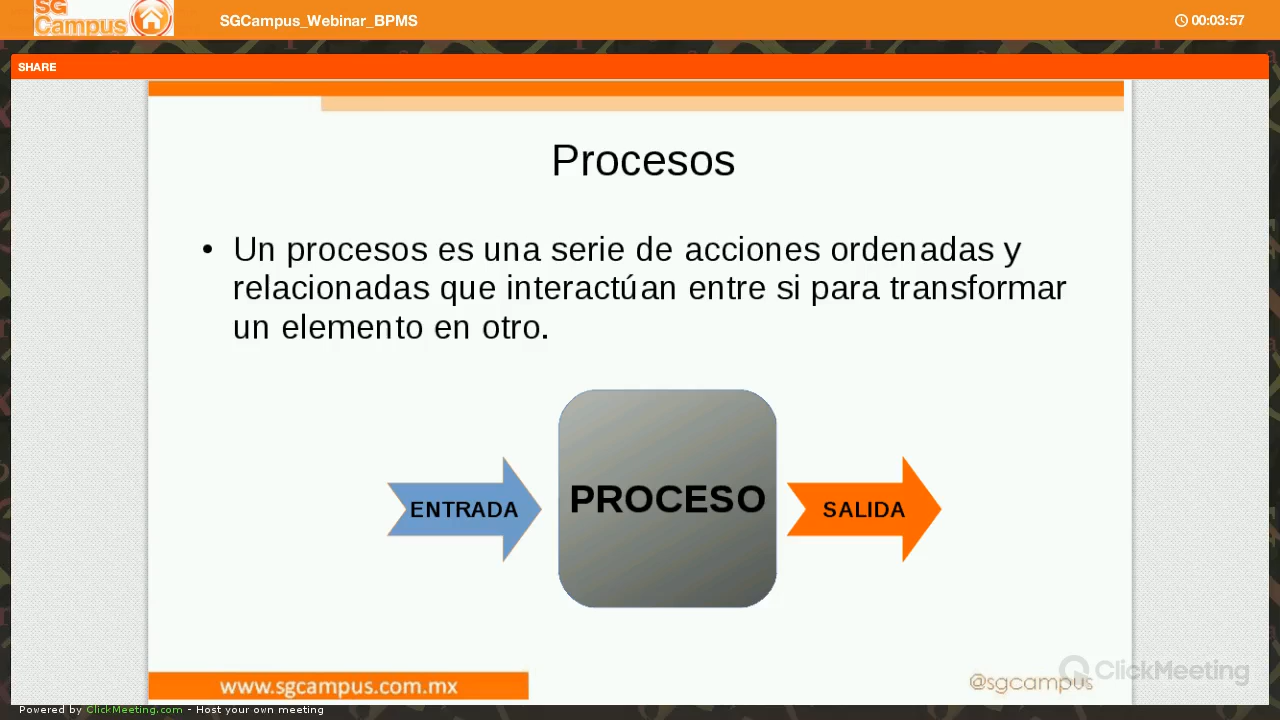 SG
Campus
SGCampus_Webinar_BPMS
00:03:57
SHARE
Procesos
• Un procesos es una serie de acciones ordenadas y
relacionadas que interactúan entre si para transformar
un elemento en otro.
ENTRADA
PROCESO
SALIDA
www.sgcampus.com.mx
@sgcampus
ClickMeeting
Powered by ClickMeeting.com - Host your own meeting